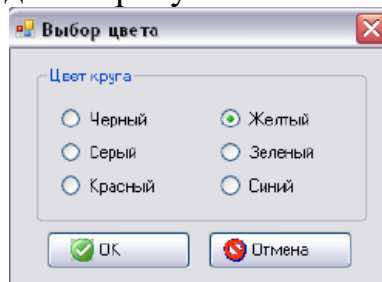 Выбор цвета
Цвет круга
Черный Желтый
Серый Зеленый
Красный Синий
OK Отмена